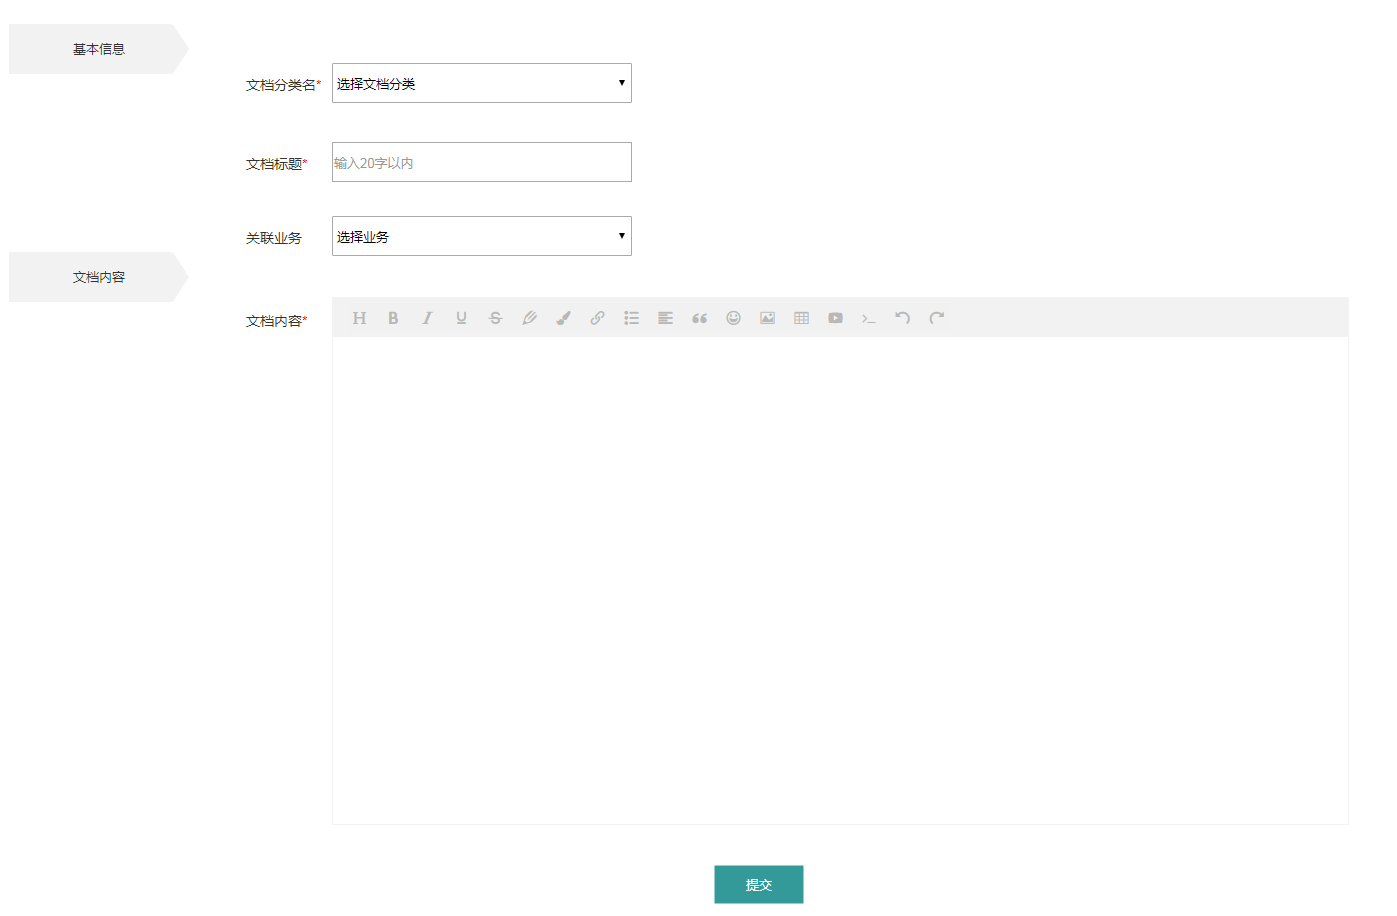 基本信息
文档分类名*
选择文档分类
文档标题*
输入20字以内
关联业务
选择业务
文档内容
文档内容*
提交